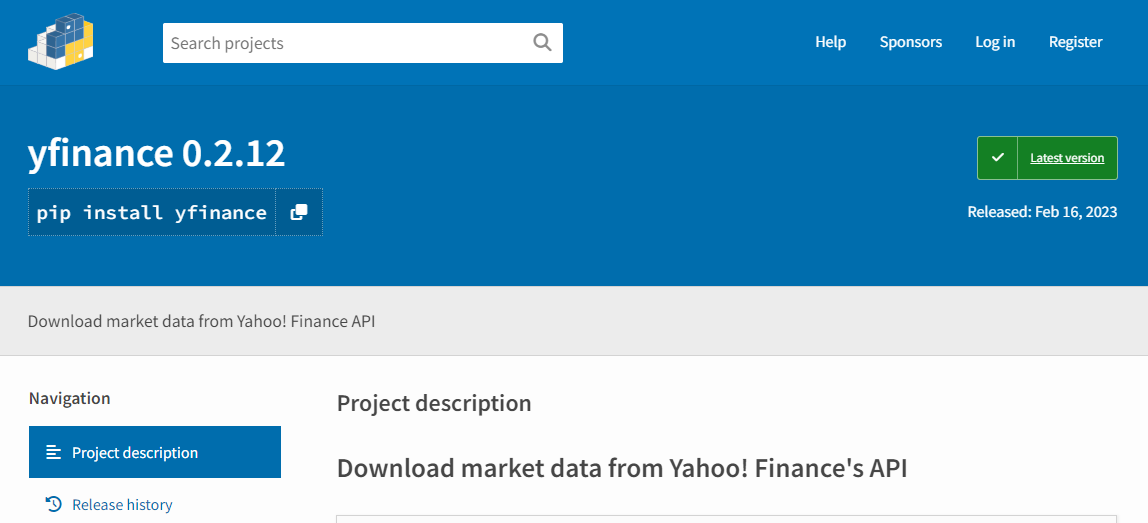 Search projects
Help
Sponsors
Log in
Register
yfinance 0.2.12
pip install yfinance
Latest version
Released: Feb 16, 2023
Download market data from Yahoo! Finance API
Navigation
Project description
Release history
Project description
Download market data from Yahoo! Finance's API